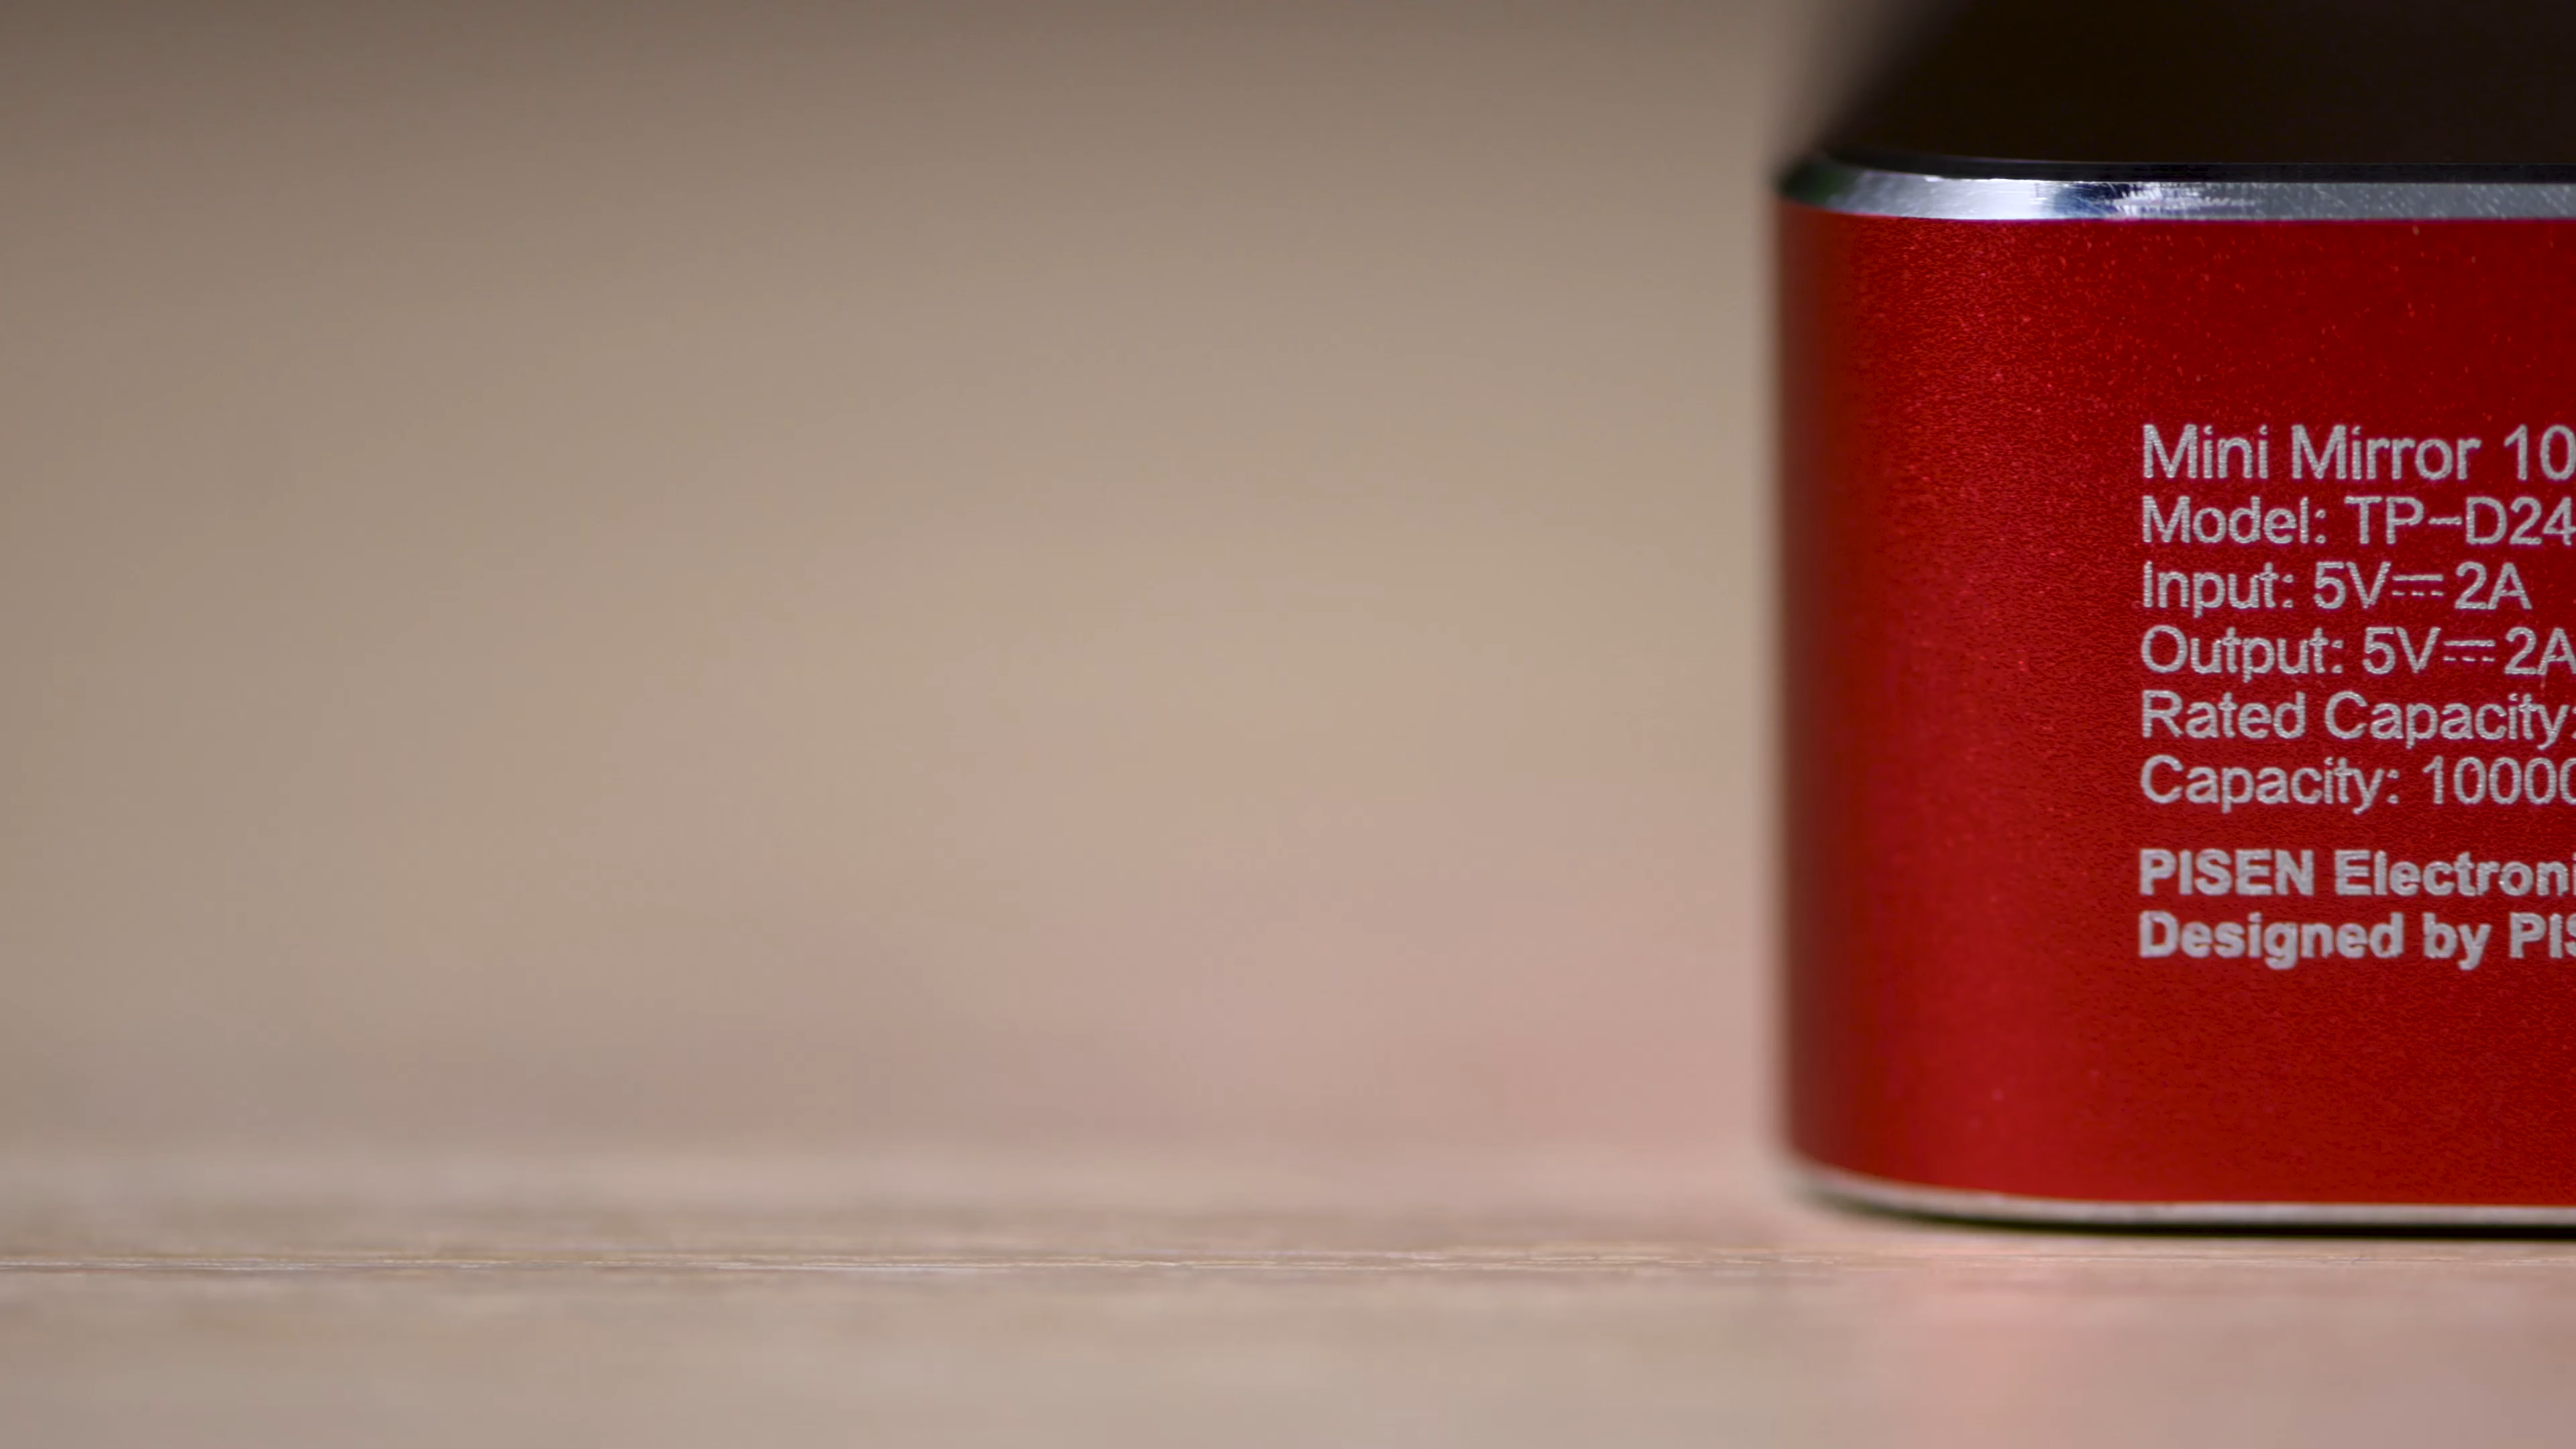 Mini Mirror 10
Model: TP-D24
Input: 5V⎓2A
Output: 5V⎓2A
Rated Capacity:
Capacity: 10000
PISEN Electroni
Designed by PIS